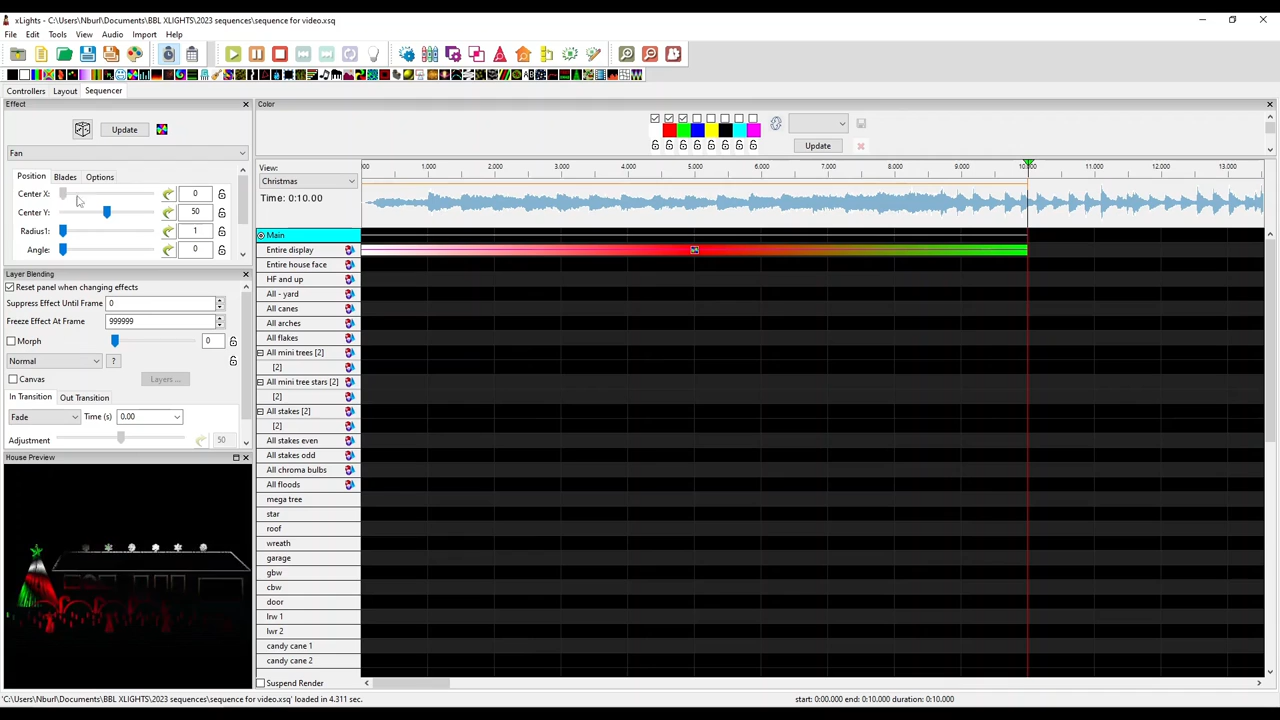 xLights - C:\Users\Nburl\Documents\BBL XLIGHTS\2023 sequences\sequence for video.xsq
File Edit Tools View Audio Import Help
Controllers Layout Sequencer
Effect
Color
Update
Fan
Update
Position Blades Options
Center X: 0
Center Y: 50
Radius1: 1
Angle: 0
View:
Christmas
Time: 0:10.00
00 1.000 2.000 3.000 4.000 5.000 6.000 7.000 8.000 9.000 10.000 11.000 12.000 13.000
Layer Blending
Reset panel when changing effects
Suppress Effect Until Frame 0
Freeze Effect At Frame 999999
Morph 0
Normal ?
Canvas Layers ...
In Transition Out Transition
Fade Time (s) 0.00
Adjustment 50
House Preview
Main
Entire display
Entire house face
HF and up
All - yard
All canes
All arches
All flakes
All mini trees [2]
[2]
All mini tree stars [2]
[2]
All stakes [2]
[2]
All stakes even
All stakes odd
All chroma bulbs
All floods
mega tree
star
roof
wreath
garage
gbw
cbw
door
lrw 1
lwr 2
candy cane 1
candy cane 2
Suspend Render
'C:\Users\Nburl\Documents\BBL XLIGHTS\2023 sequences\sequence for video.xsq' loaded in 4.311 sec.
start: 0:00.000 end: 0:10.000 duration: 0:10.000